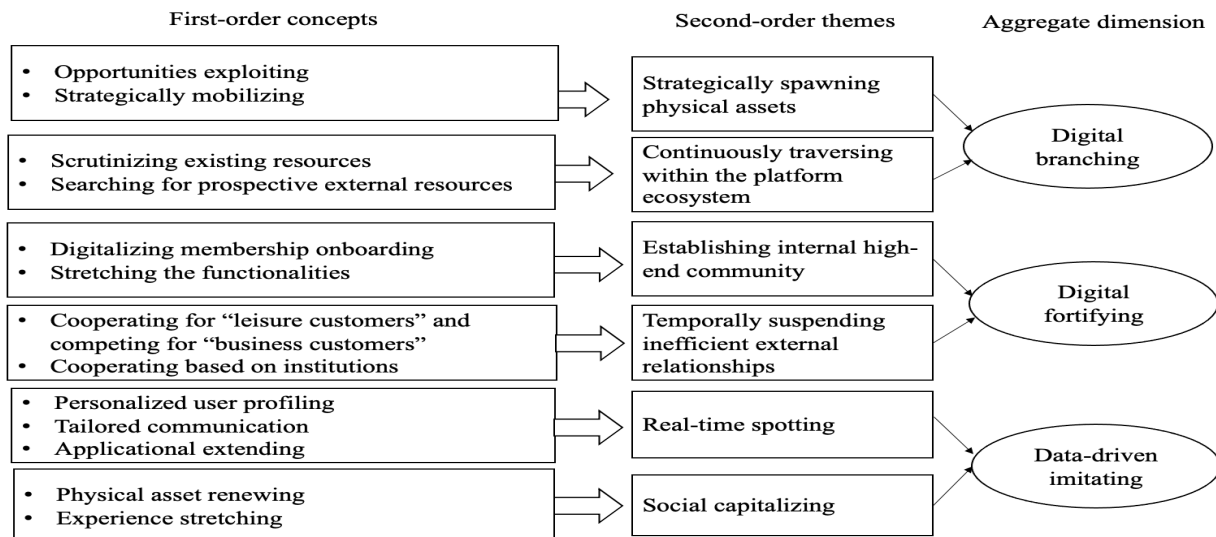 First-order concepts
Second-order themes
Aggregate dimension
• Opportunities exploiting
• Strategically mobilizing
Strategically spawning
physical assets
Digital
branching
• Scrutinizing existing resources
• Searching for prospective external resources
Continuously traversing
within the platform
ecosystem
• Digitalizing membership onboarding
• Stretching the functionalities
Establishing internal high-
end community
Digital
fortifying
• Cooperating for “leisure customers” and
competing for “business customers”
• Cooperating based on institutions
Temporally suspending
inefficient external
relationships
• Personalized user profiling
• Tailored communication
• Applicational extending
Real-time spotting
Data-driven
imitating
• Physical asset renewing
• Experience stretching
Social capitalizing